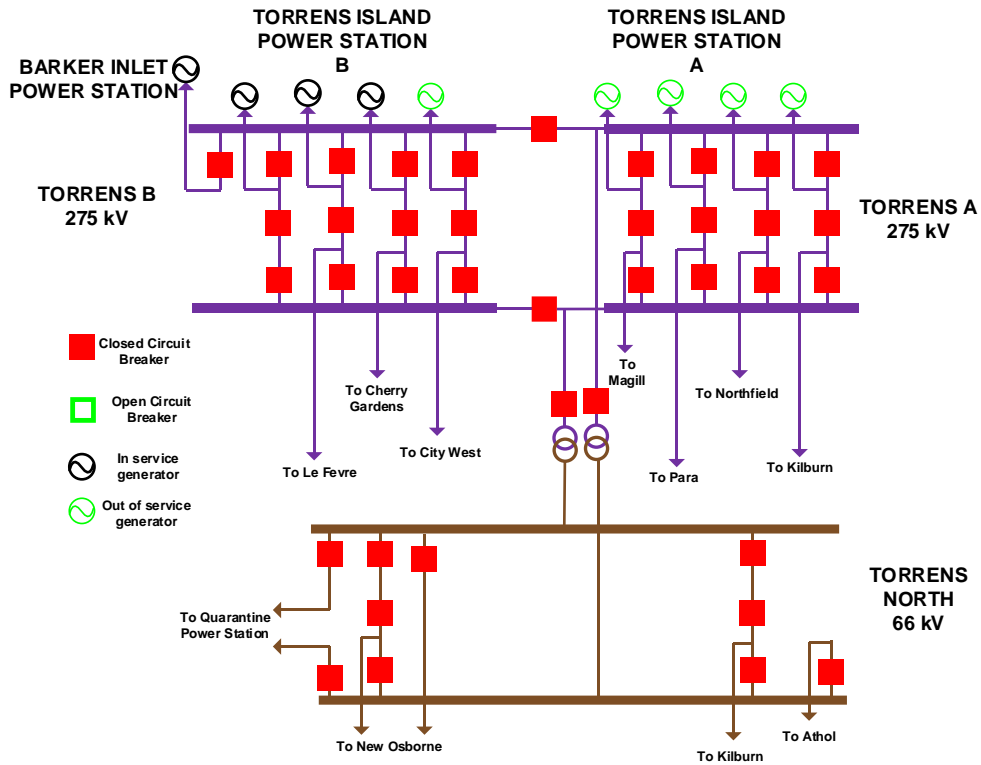 TORRENS ISLAND
POWER STATION
B
TORRENS ISLAND
POWER STATION
A
BARKER INLET
POWER STATION
TORRENS B
275 kV
TORRENS A
275 kV
Closed Circuit
Breaker
Open Circuit
Breaker
In service
generator
Out of service
generator
To Le Fevre
To Cherry
Gardens
To City West
To
Magill
To Para
To Northfield
To Kilburn
TORRENS
NORTH
66 kV
To Quarantine
Power Station
To New Osborne
To Kilburn
To Athol